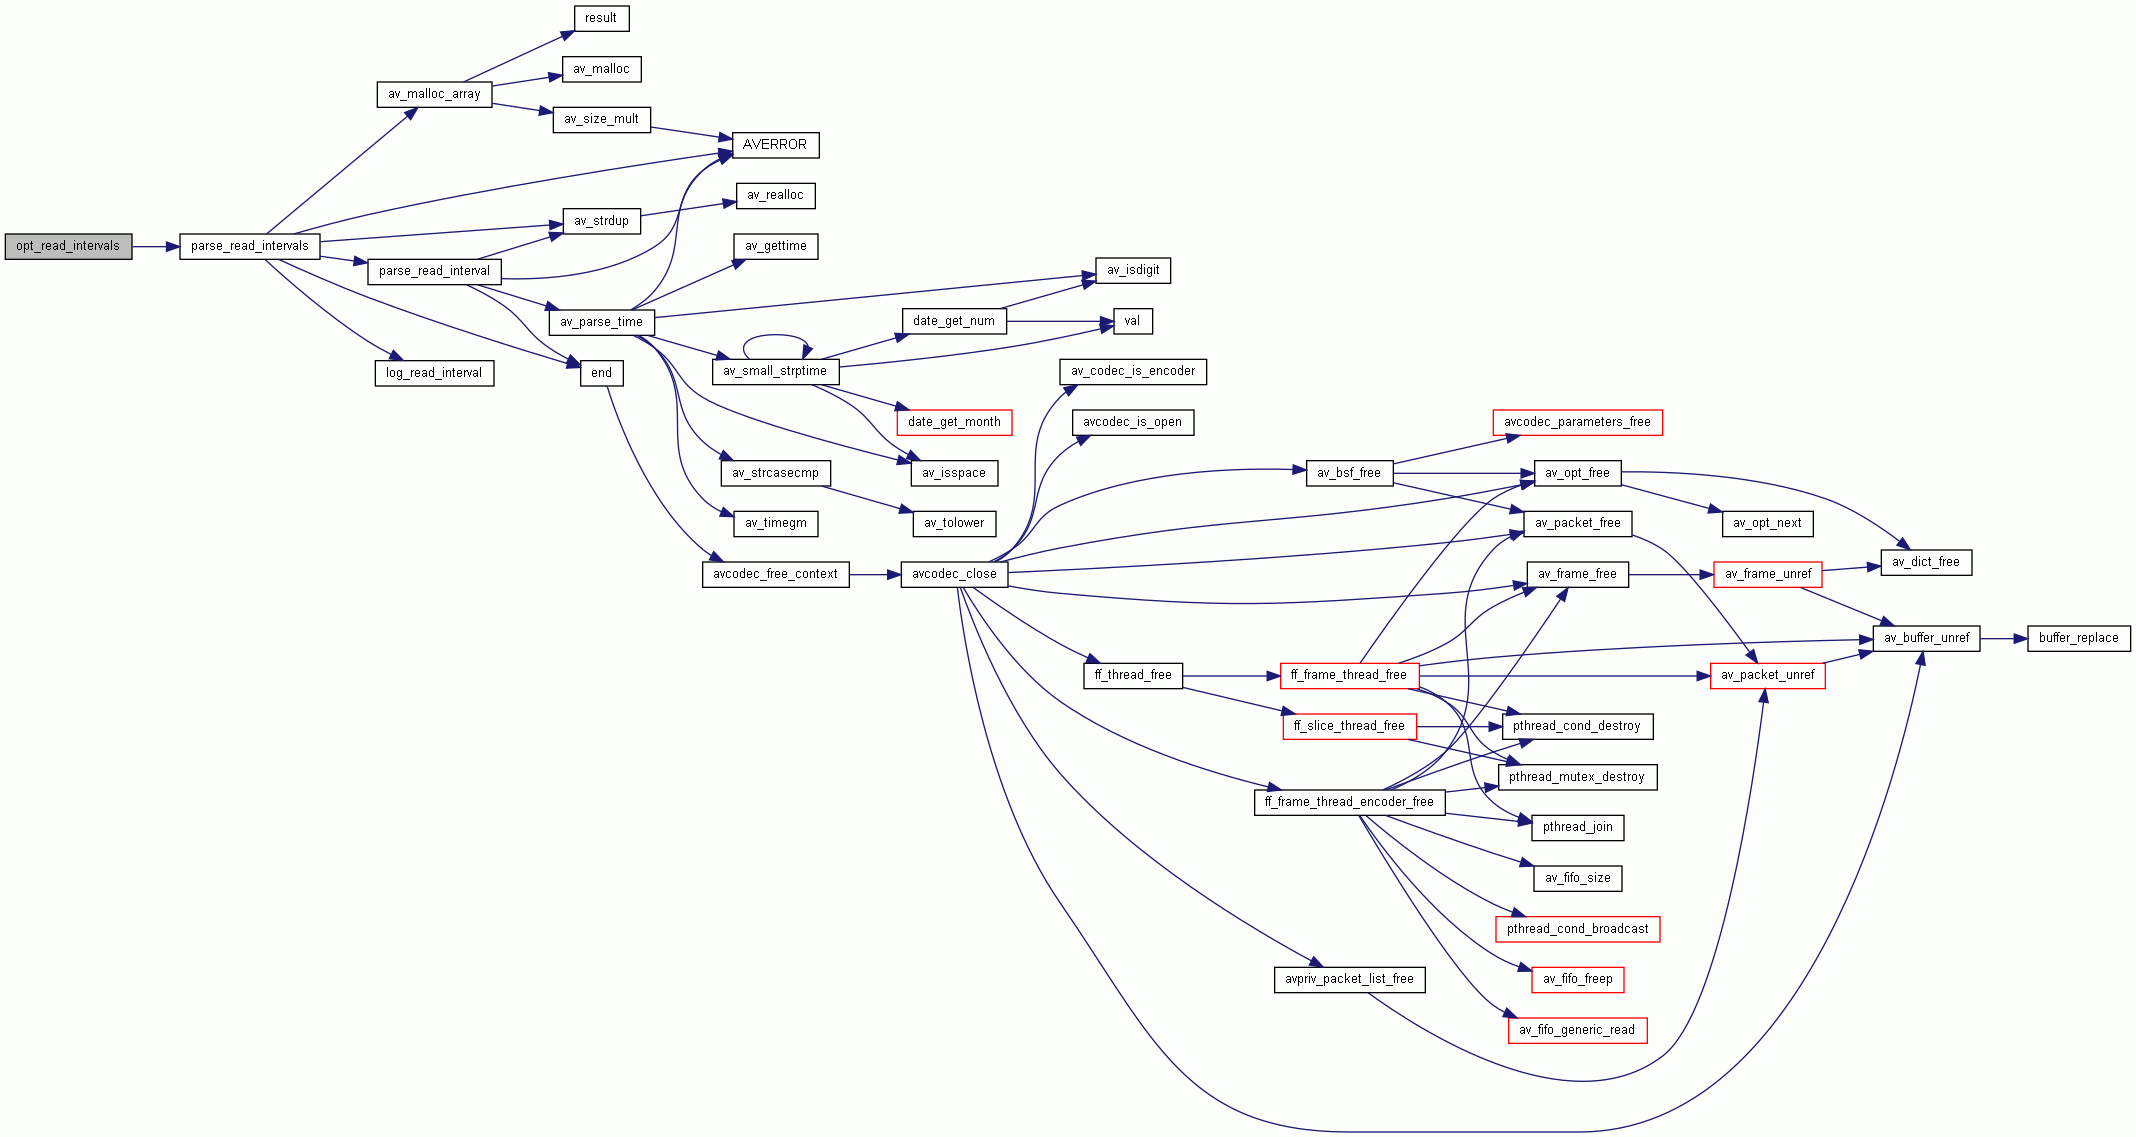 result
av_malloc
av_malloc_array
av_size_mult
AVERROR
av_realloc
av_strdup
opt_read_intervals
parse_read_intervals
av_gettime
parse_read_interval
av_isdigit
av_parse_time
date_get_num
val
log_read_interval
end
av_small_strptime
av_codec_is_encoder
date_get_month
avcodec_is_open
avcodec_parameters_free
av_strcasecmp
av_isspace
av_bsf_free
av_opt_free
av_timegm
av_tolower
av_packet_free
av_opt_next
av_dict_free
avcodec_free_context
avcodec_close
av_frame_free
av_frame_unref
av_buffer_unref
buffer_replace
ff_thread_free
ff_frame_thread_free
av_packet_unref
ff_slice_thread_free
pthread_cond_destroy
pthread_mutex_destroy
ff_frame_thread_encoder_free
pthread_join
av_fifo_size
pthread_cond_broadcast
avpriv_packet_list_free
av_fifo_freep
av_fifo_generic_read